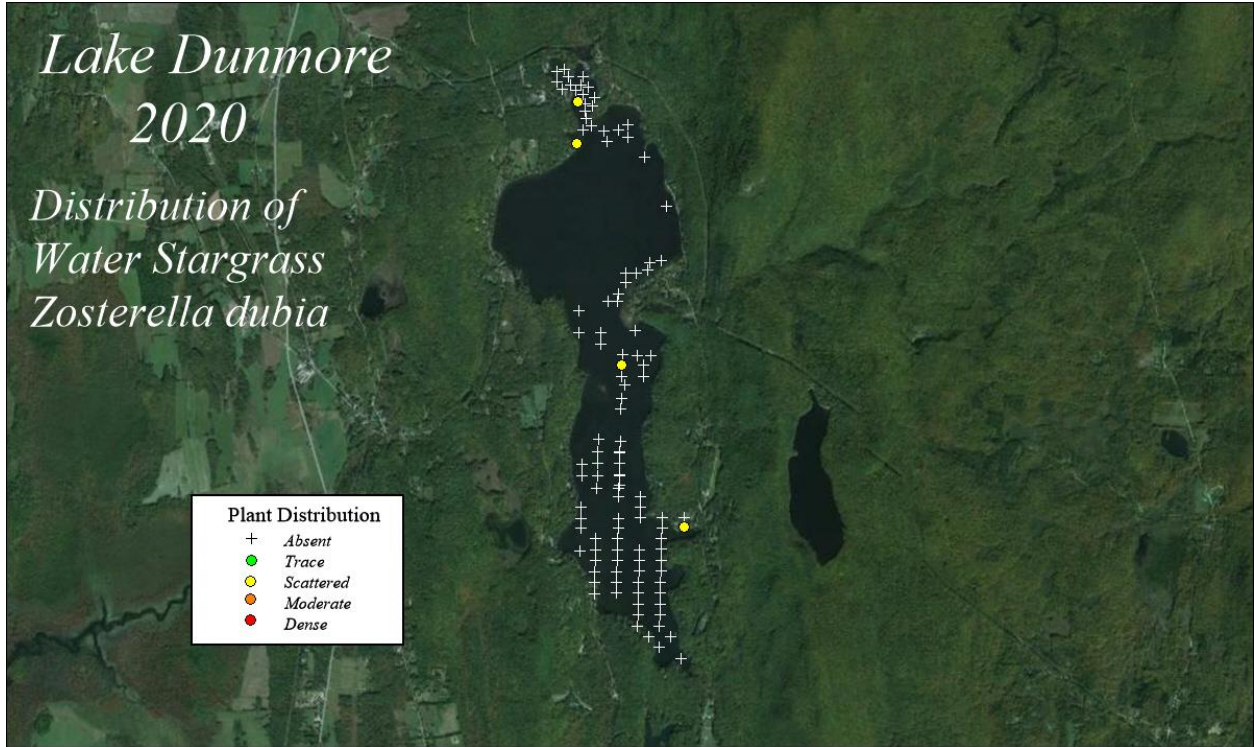 Lake Dunmore
2020
Distribution of
Water Stargrass
Zosterella dubia
Plant Distribution
Absent
Trace
Scattered
Moderate
Dense